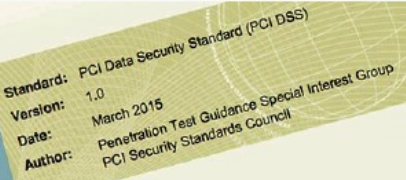 Standard: PCI Data Security Standard (PCI DSS)
Version: 1.0
Date: March 2015
Author: Penetration Test Guidance Special Interest Group
PCI Security Standards Council